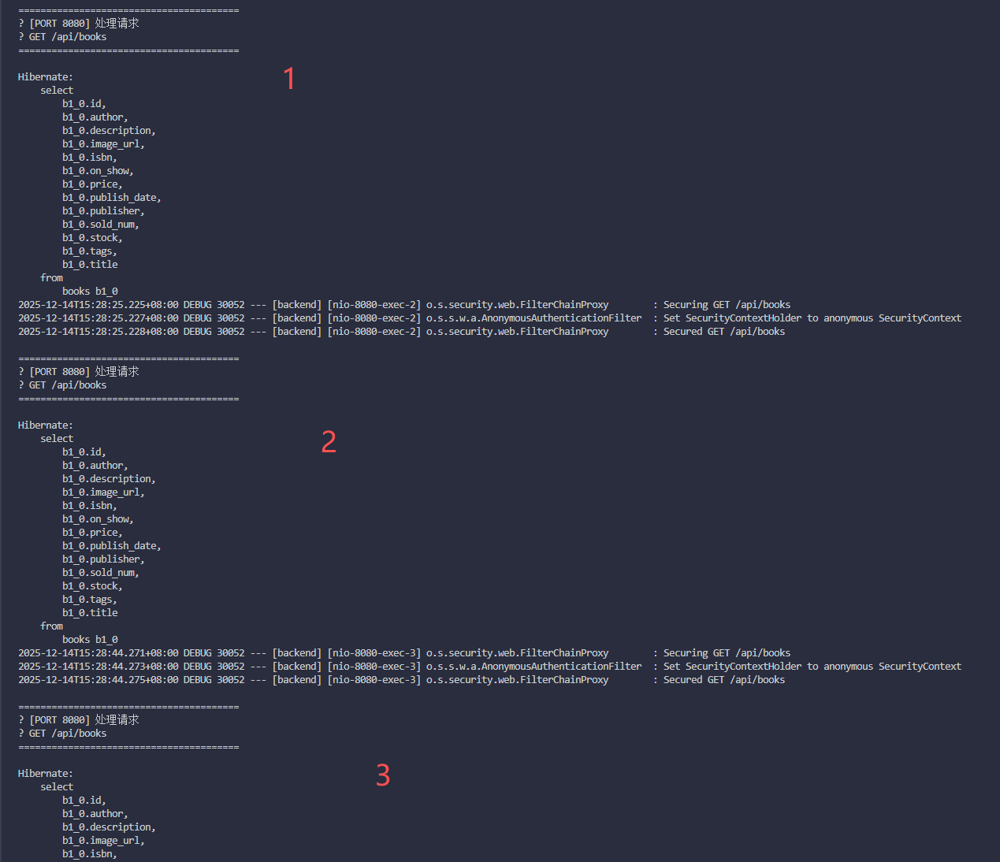 ========================================
? [PORT 8080] 处理请求
? GET /api/books
========================================
Hibernate:
1
    select
        b1_0.id,
        b1_0.author,
        b1_0.description,
        b1_0.image_url,
        b1_0.isbn,
        b1_0.on_show,
        b1_0.price,
        b1_0.publish_date,
        b1_0.publisher,
        b1_0.sold_num,
        b1_0.stock,
        b1_0.tags,
        b1_0.title
    from
        books b1_0
2025-12-14T15:28:25.225+08:00 DEBUG 30052 --- [backend] [nio-8080-exec-2] o.s.security.web.FilterChainProxy        : Securing GET /api/books
2025-12-14T15:28:25.227+08:00 DEBUG 30052 --- [backend] [nio-8080-exec-2] o.s.s.w.a.AnonymousAuthenticationFilter  : Set SecurityContextHolder to anonymous SecurityContext
2025-12-14T15:28:25.228+08:00 DEBUG 30052 --- [backend] [nio-8080-exec-2] o.s.security.web.FilterChainProxy        : Secured GET /api/books
========================================
? [PORT 8080] 处理请求
? GET /api/books
========================================
Hibernate:
2
    select
        b1_0.id,
        b1_0.author,
        b1_0.description,
        b1_0.image_url,
        b1_0.isbn,
        b1_0.on_show,
        b1_0.price,
        b1_0.publish_date,
        b1_0.publisher,
        b1_0.sold_num,
        b1_0.stock,
        b1_0.tags,
        b1_0.title
    from
        books b1_0
2025-12-14T15:28:44.271+08:00 DEBUG 30052 --- [backend] [nio-8080-exec-3] o.s.security.web.FilterChainProxy        : Securing GET /api/books
2025-12-14T15:28:44.273+08:00 DEBUG 30052 --- [backend] [nio-8080-exec-3] o.s.s.w.a.AnonymousAuthenticationFilter  : Set SecurityContextHolder to anonymous SecurityContext
2025-12-14T15:28:44.275+08:00 DEBUG 30052 --- [backend] [nio-8080-exec-3] o.s.security.web.FilterChainProxy        : Secured GET /api/books
========================================
? [PORT 8080] 处理请求
? GET /api/books
========================================
Hibernate:
3
    select
        b1_0.id,
        b1_0.author,
        b1_0.description,
        b1_0.image_url,
        b1_0.isbn,